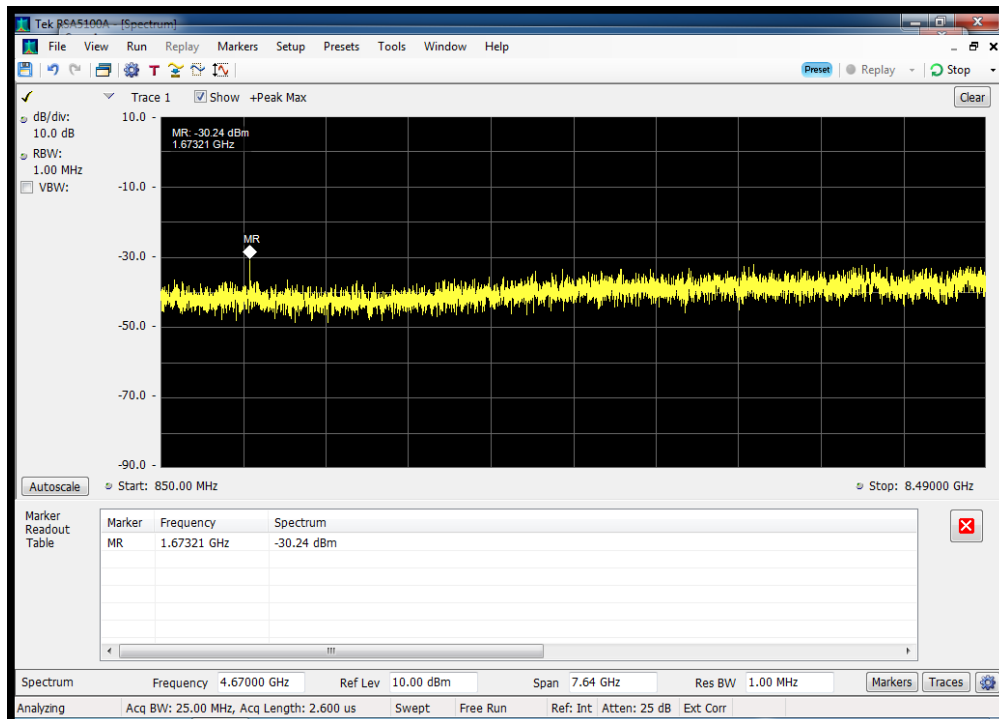 Tek RSA5100A - [Spectrum]
File View Run Replay Markers Setup Presets Tools Window Help
Preset Replay Stop
Trace 1 Show +Peak Max Clear
dB/div:
10.0 dB
RBW:
1.00 MHz
VBW:
10.0
-10.0
-30.0
-50.0
-70.0
-90.0
MR: -30.24 dBm
1.67321 GHz
MR
Autoscale Start: 850.00 MHz Stop: 8.49000 GHz
Marker
Readout
Table
Marker Frequency Spectrum
MR 1.67321 GHz -30.24 dBm
Spectrum Frequency 4.67000 GHz Ref Lev 10.00 dBm Span 7.64 GHz Res BW 1.00 MHz Markers Traces
Analyzing Acq BW: 25.00 MHz, Acq Length: 2.600 us Swept Free Run Ref: Int Atten: 25 dB Ext Corr